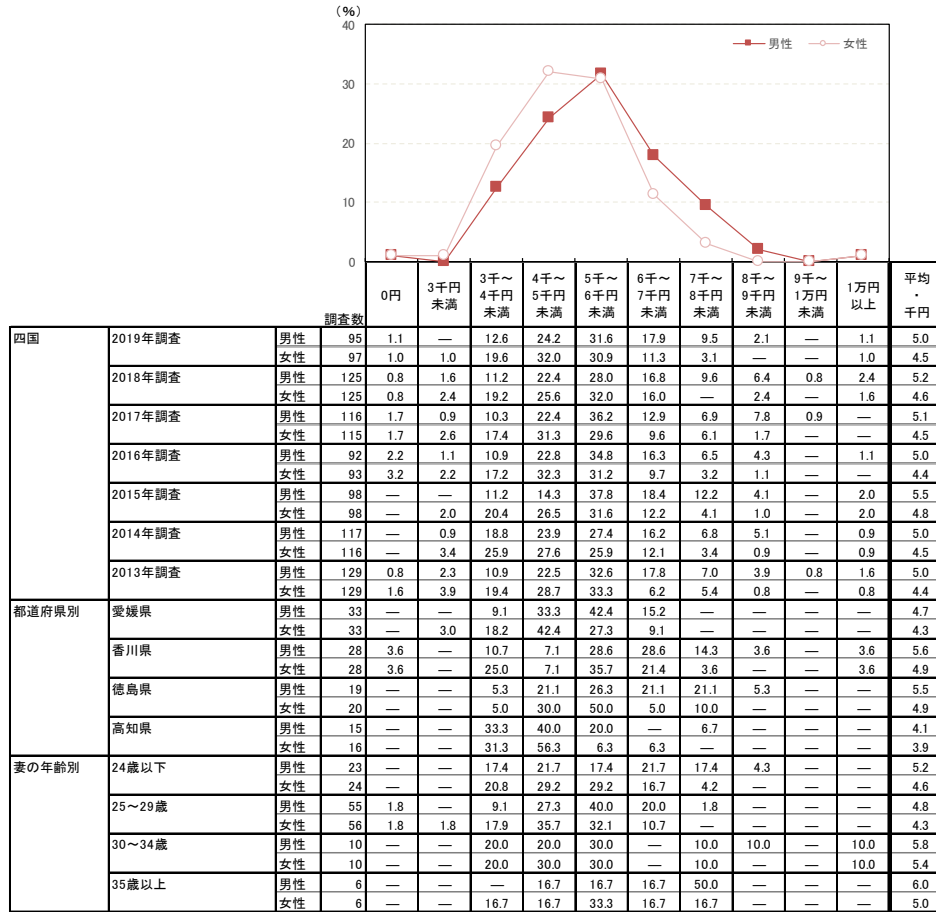 （%）
40
30
20
10
0
男性 女性
調査数 0円 3千円未満 3千～4千円未満 4千～5千円未満 5千～6千円未満 6千～7千円未満 7千～8千円未満 8千～9千円未満 9千～1万円未満 1万円以上 平均・千円
四国 2019年調査 男性 95 1.1 — 12.6 24.2 31.6 17.9 9.5 2.1 — 1.1 5.0
女性 97 1.0 1.0 19.6 32.0 30.9 11.3 3.1 — — 1.0 4.5
2018年調査 男性 125 0.8 1.6 11.2 22.4 28.0 16.8 9.6 6.4 0.8 2.4 5.2
女性 125 0.8 2.4 19.2 25.6 32.0 16.0 — 2.4 — 1.6 4.6
2017年調査 男性 116 1.7 0.9 10.3 22.4 36.2 12.9 6.9 7.8 0.9 — 5.1
女性 115 1.7 2.6 17.4 31.3 29.6 9.6 6.1 1.7 — — 4.5
2016年調査 男性 92 2.2 1.1 10.9 22.8 34.8 16.3 6.5 4.3 — 1.1 5.0
女性 93 3.2 2.2 17.2 32.3 31.2 9.7 3.2 1.1 — — 4.4
2015年調査 男性 98 — — 11.2 14.3 37.8 18.4 12.2 4.1 — 2.0 5.5
女性 98 — 2.0 20.4 26.5 31.6 12.2 4.1 1.0 — 2.0 4.8
2014年調査 男性 117 — 0.9 18.8 23.9 27.4 16.2 6.8 5.1 — 0.9 5.0
女性 116 — 3.4 25.9 27.6 25.9 12.1 3.4 0.9 — 0.9 4.5
2013年調査 男性 129 0.8 2.3 10.9 22.5 32.6 17.8 7.0 3.9 0.8 1.6 5.0
女性 129 1.6 3.9 19.4 28.7 33.3 6.2 5.4 0.8 — 0.8 4.4
都道府県別 愛媛県 男性 33 — — 9.1 33.3 42.4 15.2 — — — — 4.7
女性 33 — 3.0 18.2 42.4 27.3 9.1 — — — — 4.3
香川県 男性 28 3.6 — 10.7 7.1 28.6 28.6 14.3 3.6 — 3.6 5.6
女性 28 3.6 — 25.0 7.1 35.7 21.4 3.6 — — 3.6 4.9
徳島県 男性 19 — — 5.3 21.1 26.3 21.1 21.1 5.3 — — 5.5
女性 20 — — 5.0 30.0 50.0 5.0 10.0 — — — 4.9
高知県 男性 15 — — 33.3 40.0 20.0 — 6.7 — — — 4.1
女性 16 — — 31.3 56.3 6.3 6.3 — — — — 3.9
妻の年齢別 24歳以下 男性 23 — — 17.4 21.7 17.4 21.7 17.4 4.3 — — 5.2
女性 24 — — 20.8 29.2 29.2 16.7 4.2 — — — 4.6
25～29歳 男性 55 1.8 — 9.1 27.3 40.0 20.0 1.8 — — — 4.8
女性 56 1.8 1.8 17.9 35.7 32.1 10.7 — — — — 4.3
30～34歳 男性 10 — — 20.0 20.0 30.0 — 10.0 10.0 — 10.0 5.8
女性 10 — — 20.0 30.0 30.0 — 10.0 — — 10.0 5.4
35歳以上 男性 6 — — — 16.7 16.7 16.7 50.0 — — — 6.0
女性 6 — — 16.7 16.7 33.3 16.7 16.7 — — — 5.0